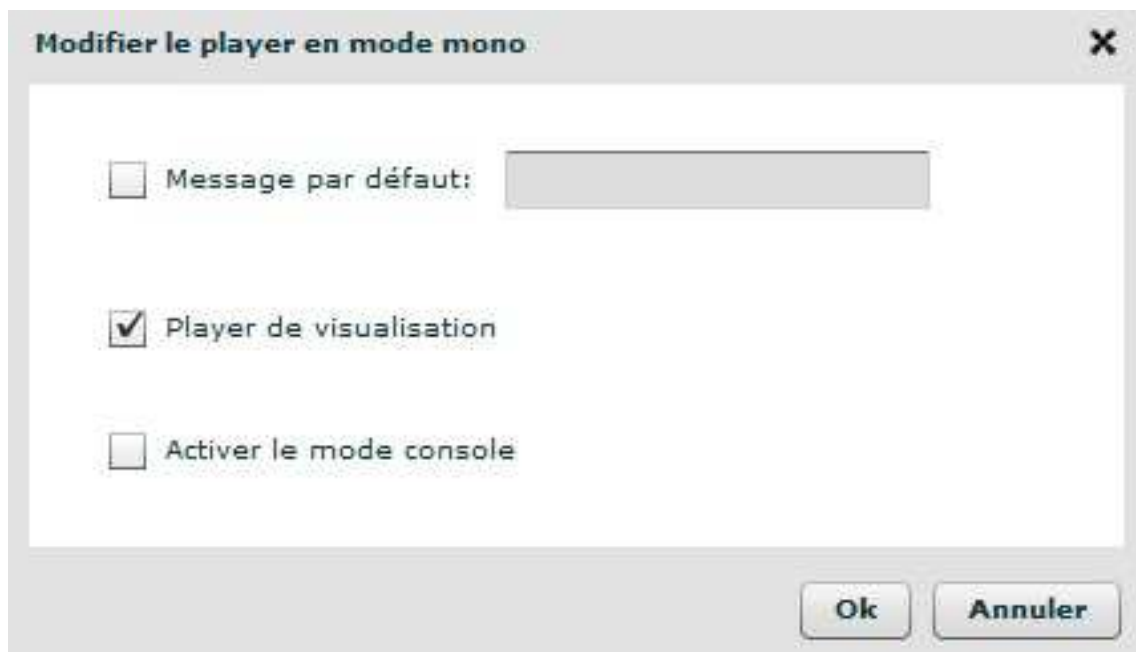 Modifier le player en mode mono
Message par défaut:
Player de visualisation
Activer le mode console
Ok Annuler